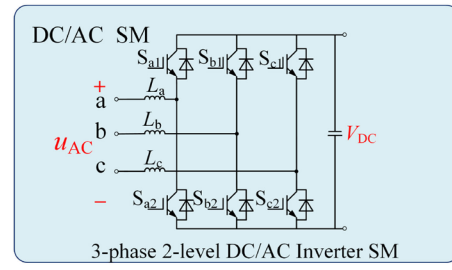 DC/AC SM
Sa1 Sb1 Sc1
+
a La
b Lb
uAC VDC
c Lc
−
Sa2 Sb2 Sc2
3-phase 2-level DC/AC Inverter SM